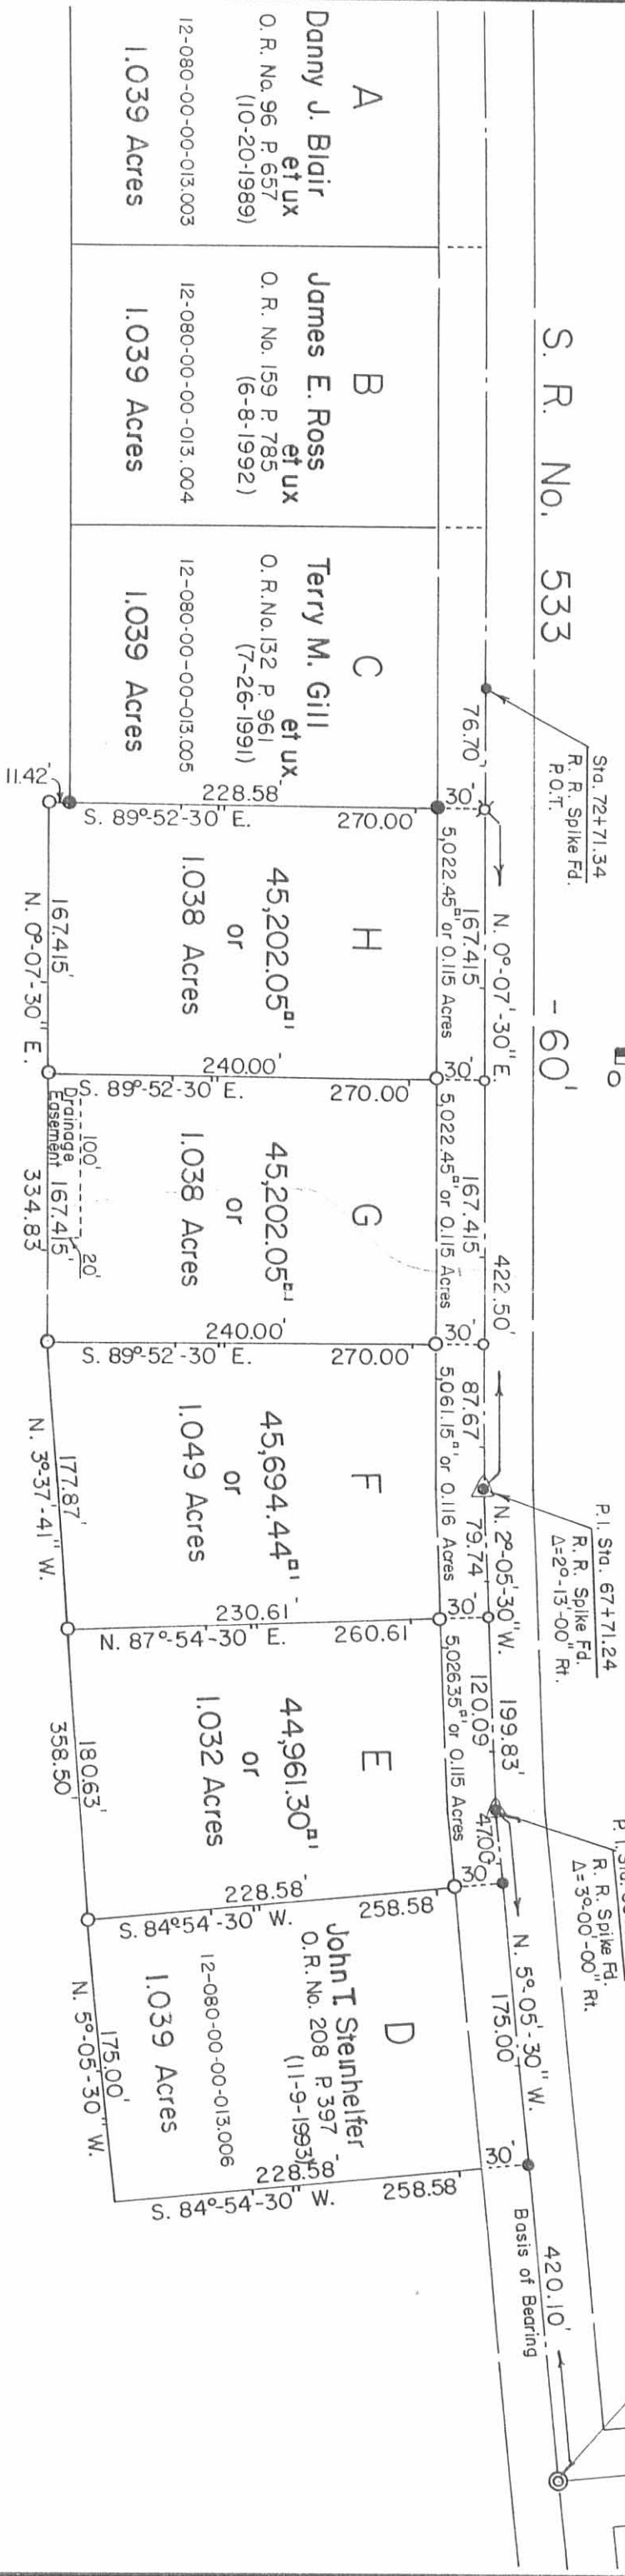 S. R. No. 533 - 60'
Sta. 72+71.34
R. R. Spike Fd.
P.O.T.
P.I. Sta. 67+71.24
R. R. Spike Fd.
Δ=2°-13'-00" Rt.
R. R. Spike Fd.
Δ=3°-00'-00" Rt.
76.70'
N. 0°-07'-30" E.
422.50'
N. 2°-05'-30" W.
199.83'
N. 5°-05'-30" W.
175.00'
420.10'
Basis of Bearing
30'
167.415'
30'
167.415'
30'
87.67'
79.74'
30'
120.09'
47.00'
30'
30'
5,022.45□' or 0.115 Acres
5,022.45□' or 0.115 Acres
5,061.15□' or 0.116 Acres
5,026.35□' or 0.115 Acres
A
Danny J. Blair
et ux
O. R. No. 96 P. 657
(10-20-1989)
12-080-00-00-013.003
1.039 Acres
B
James E. Ross
et ux
O. R. No. 159 P. 785
(6-8-1992)
12-080-00-00-013.004
1.039 Acres
C
Terry M. Gill
et ux
O. R. No. 132 P. 961
(7-26-1991)
12-080-00-00-013.005
1.039 Acres
11.42'
228.58'
270.00'
S. 89°-52'-30" E.
H
45,202.05□'
or
1.038 Acres
167.415'
N. 0°-07'-30" E.
240.00'
270.00'
S. 89°-52'-30" E.
G
45,202.05□'
or
1.038 Acres
100'
20'
Drainage
Easement
167.415'
334.83'
240.00'
270.00'
S. 89°-52'-30" E.
F
45,694.44□'
or
1.049 Acres
177.87'
N. 3°-37'-41" W.
230.61'
260.61'
N. 87°-54'-30" E.
E
44,961.30□'
or
1.032 Acres
180.63'
358.50'
228.58'
258.58'
S. 84°54'-30" W.
D
John T. Steinhelfer
O. R. No. 208 P. 397
(11-9-1993)
12-080-00-00-013.006
1.039 Acres
175.00'
N. 5°-05'-30" W.
228.58'
258.58'
S. 84°-54'-30" W.